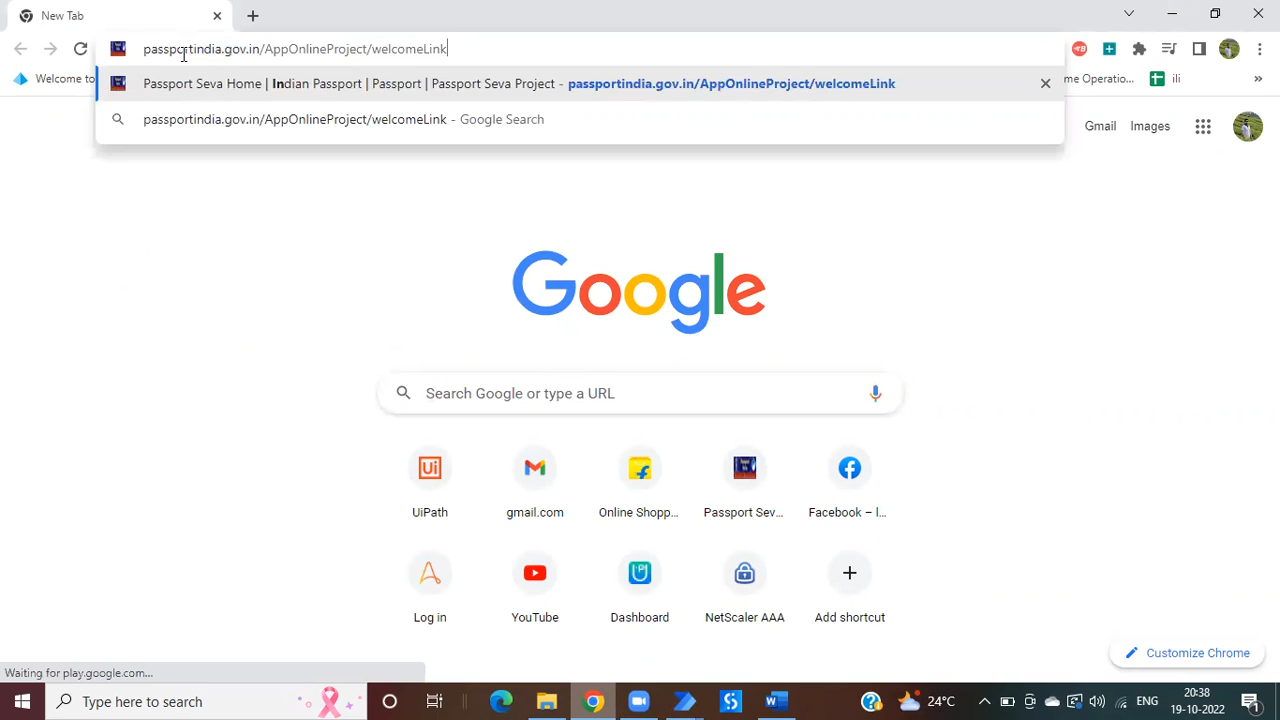 New Tab
passportindia.gov.in/AppOnlineProject/welcomeLink
Welcome to
Passport Seva Home | Indian Passport | Passport | Passport Seva Project - passportindia.gov.in/AppOnlineProject/welcomeLink
me Operatio...
ili
passportindia.gov.in/AppOnlineProject/welcomeLink - Google Search
Gmail Images
Google
Search Google or type a URL
UiPath
gmail.com
Online Shopp...
Passport Sev...
Facebook – l...
Log in
YouTube
Dashboard
NetScaler AAA
Add shortcut
Customize Chrome
Waiting for play.google.com...
Type here to search
24°C
ENG
20:38
19-10-2022
1